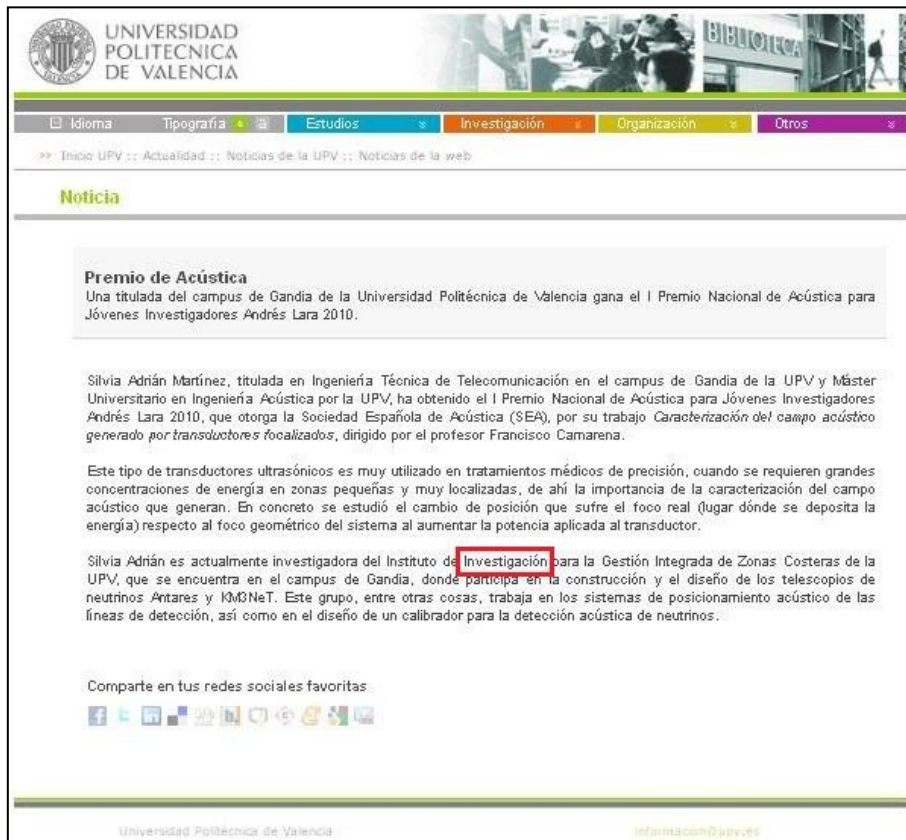 UNIVERSIDAD
POLITECNICA
DE VALENCIA
BIBLIOTECA
Idioma Tipografía a a Estudios Investigación Organización Otros
>> Inicio UPV :: Actualidad :: Noticias de la UPV :: Noticias de la web
Noticia
Premio de Acústica
Una titulada del campus de Gandia de la Universidad Politécnica de Valencia gana el I Premio Nacional de Acústica para
Jóvenes Investigadores Andrés Lara 2010.
Silvia Adrián Martínez, titulada en Ingeniería Técnica de Telecomunicación en el campus de Gandia de la UPV y Máster
Universitario en Ingeniería Acústica por la UPV, ha obtenido el I Premio Nacional de Acústica para Jóvenes Investigadores
Andrés Lara 2010, que otorga la Sociedad Española de Acústica (SEA), por su trabajo Caracterización del campo acústico
generado por transductores focalizados, dirigido por el profesor Francisco Camarena.
Este tipo de transductores ultrasónicos es muy utilizado en tratamientos médicos de precisión, cuando se requieren grandes
concentraciones de energía en zonas pequeñas y muy localizadas, de ahí la importancia de la caracterización del campo
acústico que generan. En concreto se estudió el cambio de posición que sufre el foco real (lugar dónde se deposita la
energía) respecto al foco geométrico del sistema al aumentar la potencia aplicada al transductor.
Silvia Adrián es actualmente investigadora del Instituto de Investigación para la Gestión Integrada de Zonas Costeras de la
UPV, que se encuentra en el campus de Gandia, donde participa en la construcción y el diseño de los telescopios de
neutrinos Antares y KM3NeT. Este grupo, entre otras cosas, trabaja en los sistemas de posicionamiento acústico de las
líneas de detección, así como en el diseño de un calibrador para la detección acústica de neutrinos.
Comparte en tus redes sociales favoritas
Universidad Politécnica de Valencia informacion@upv.es